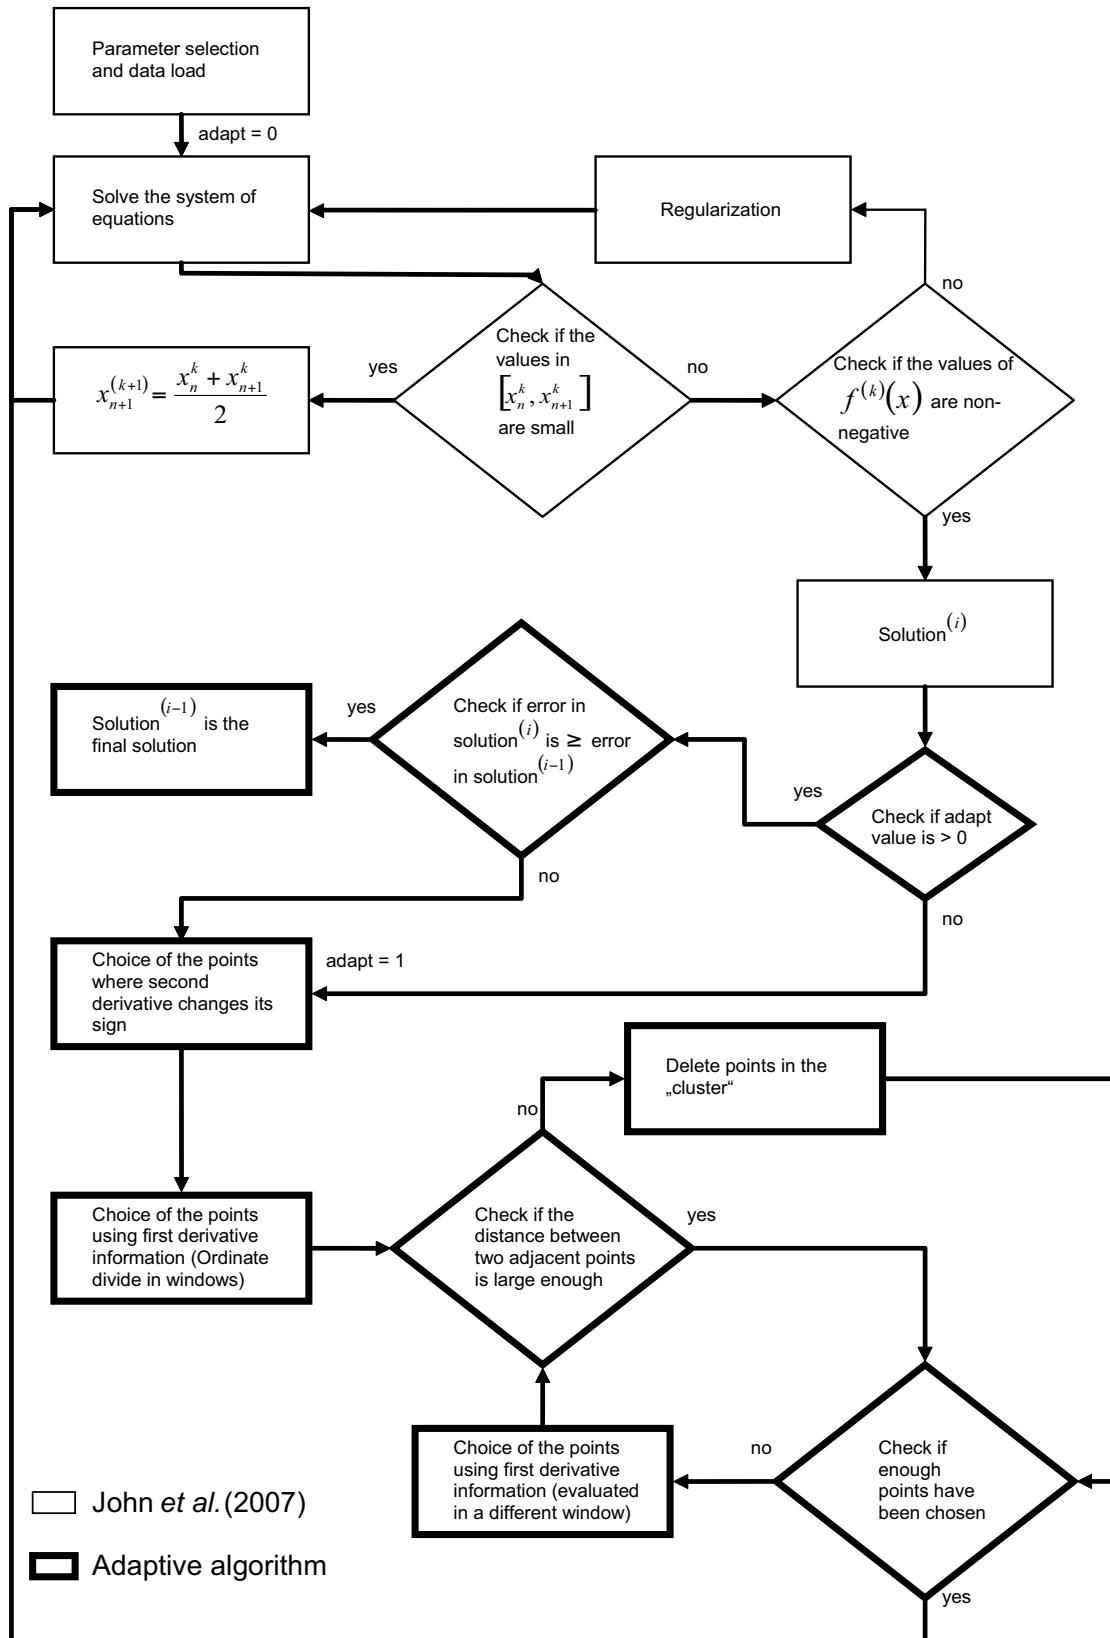 Parameter selection
and data load
adapt = 0
Solve the system of
equations
Regularization
no
Check if the
values in
[x_n^k, x_{n+1}^k]
are small
yes
no
x_{n+1}^{(k+1)} = (x_n^k + x_{n+1}^k) / 2
Check if the values of
f^{(k)}(x) are non-
negative
yes
Solution^{(i)}
Check if adapt
value is > 0
yes
no
Check if error in
solution^{(i)} is ≥ error
in solution^{(i−1)}
yes
no
Solution^{(i−1)} is the
final solution
Choice of the points
where second
derivative changes its
sign
adapt = 1
Delete points in the
„cluster“
no
Choice of the points
using first derivative
information (Ordinate
divide in windows)
Check if the
distance between
two adjacent points
is large enough
yes
Choice of the points
using first derivative
information (evaluated
in a different window)
no
Check if
enough
points have
been chosen
yes
John et al. (2007)
Adaptive algorithm